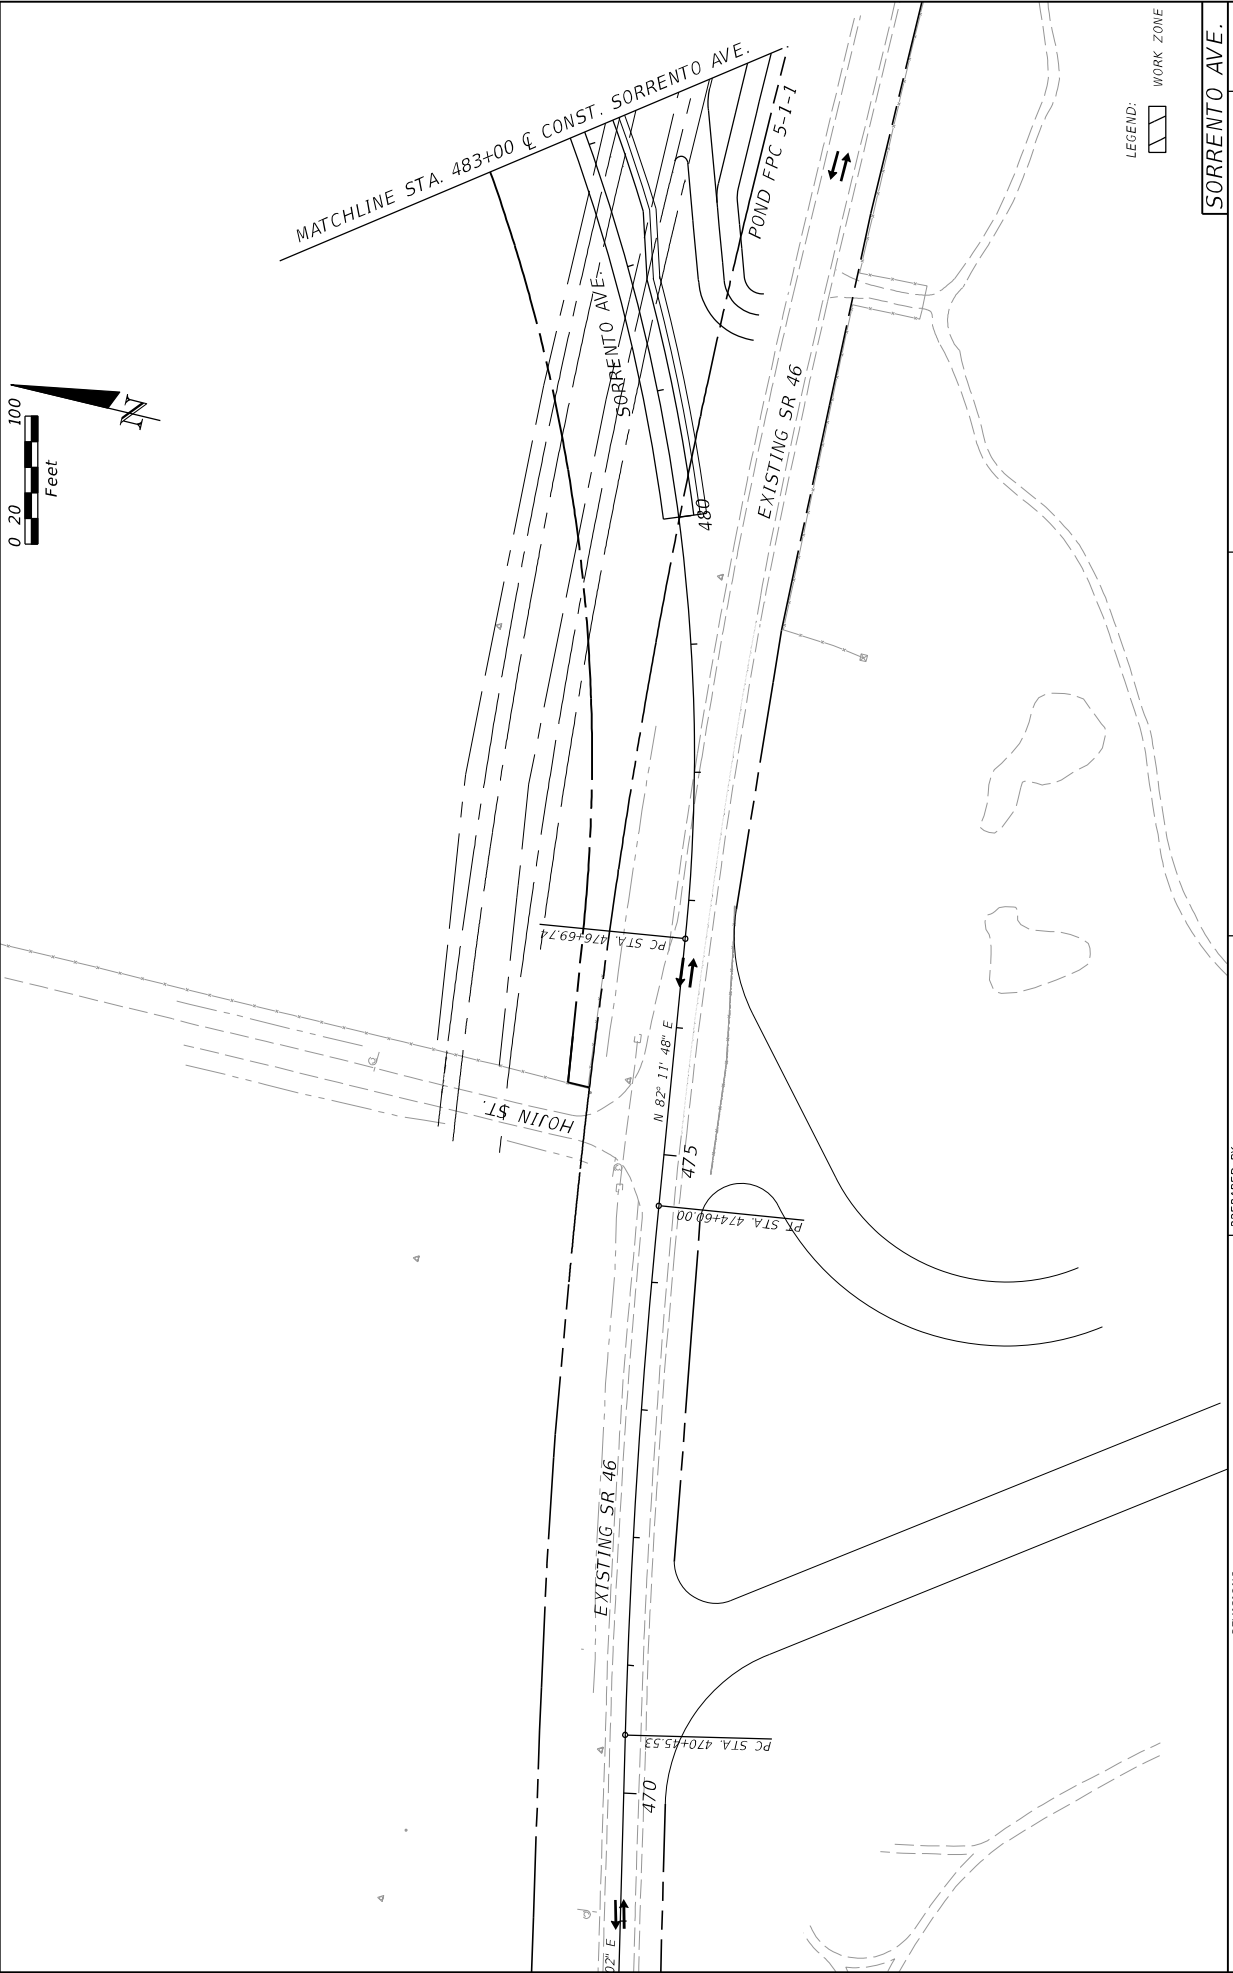 0 20 100
Feet
N
MATCHLINE STA. 483+00 ℄ CONST. SORRENTO AVE.
POND FPC 5-1-1
SORRENTO AVE.
EXISTING SR 46
480
PC STA. 476+69.74
HOJIN ST.
N 82° 11' 48" E
475
PT STA. 474+60.00
EXISTING SR 46
PC STA. 470+45.53
470
02" E
LEGEND:
WORK ZONE
SORRENTO AVE.